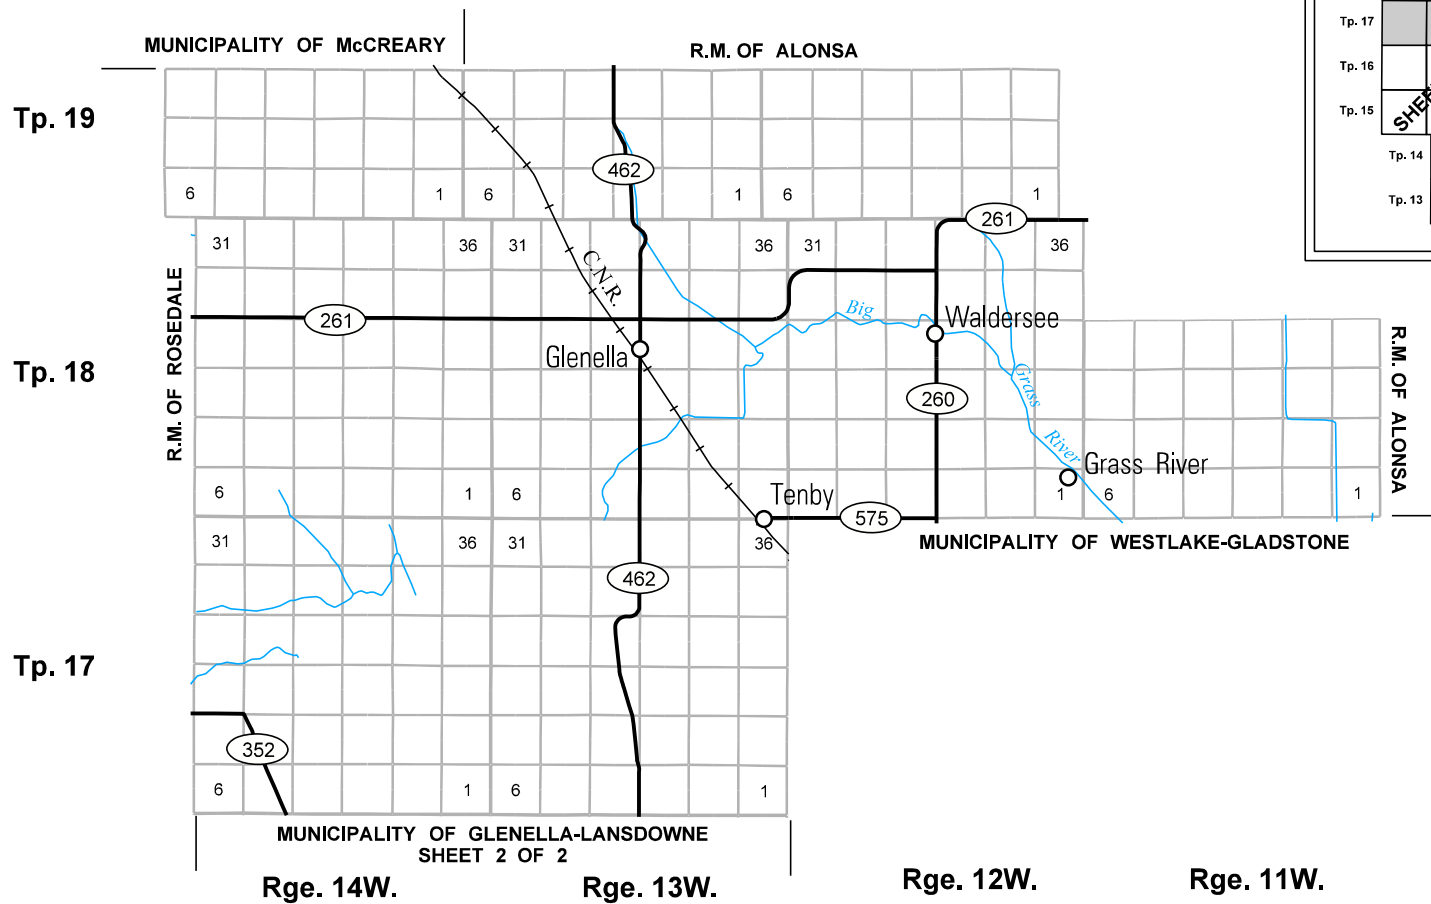 MUNICIPALITY OF McCREARY
R.M. OF ALONSA
Tp. 17
Tp. 16
Tp. 15
Tp. 14
Tp. 13
Tp. 19
462
6
1
6
1
6
1
261
31
36
31
36
31
36
C.N.R.
R.M. OF ROSEDALE
261
Big
Waldersee
Glenella
Tp. 18
Grass
260
R.M. OF ALONSA
River
Grass River
6
1
6
Tenby
1
6
1
575
31
36
31
36
MUNICIPALITY OF WESTLAKE-GLADSTONE
462
Tp. 17
352
6
1
6
1
MUNICIPALITY OF GLENELLA-LANSDOWNE
SHEET 2 OF 2
Rge. 14W.
Rge. 13W.
Rge. 12W.
Rge. 11W.